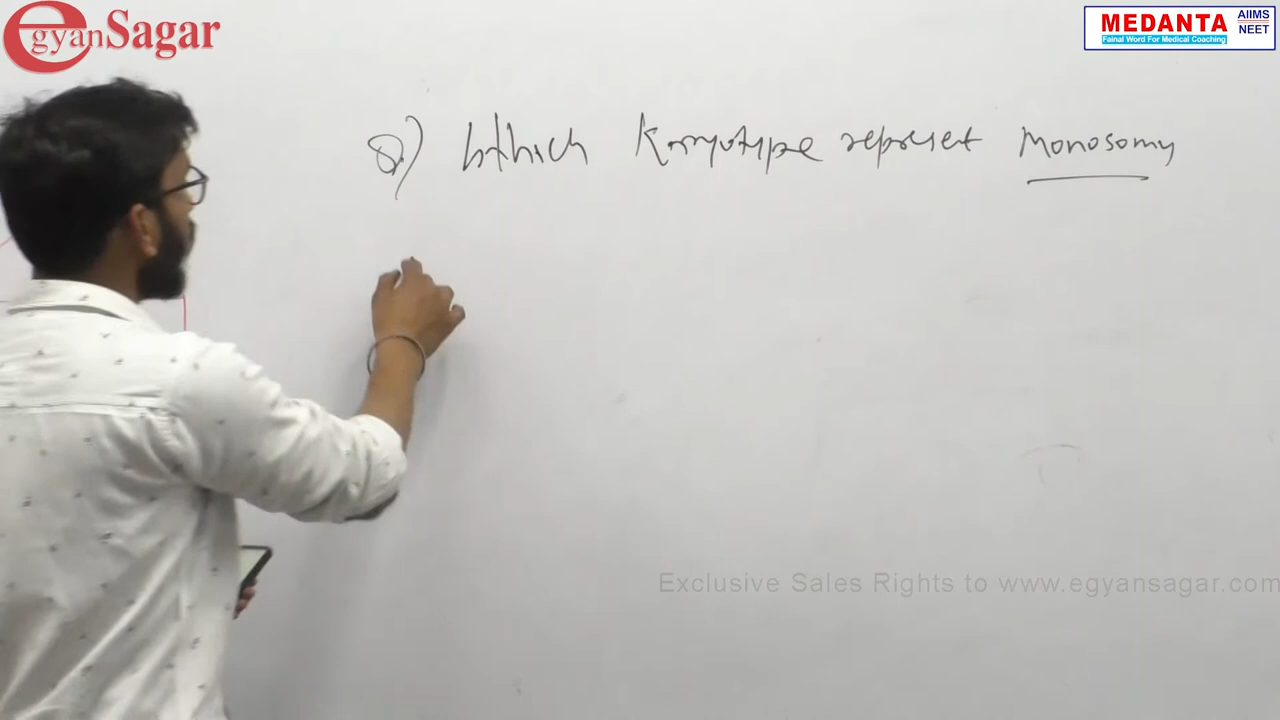 egyanSagar
MEDANTA
Fainal Word For Medical Coaching
AIIMS
NEET
Q.) Which Karyotype represet Monosomy
Exclusive Sales Rights to www.egyansagar.com